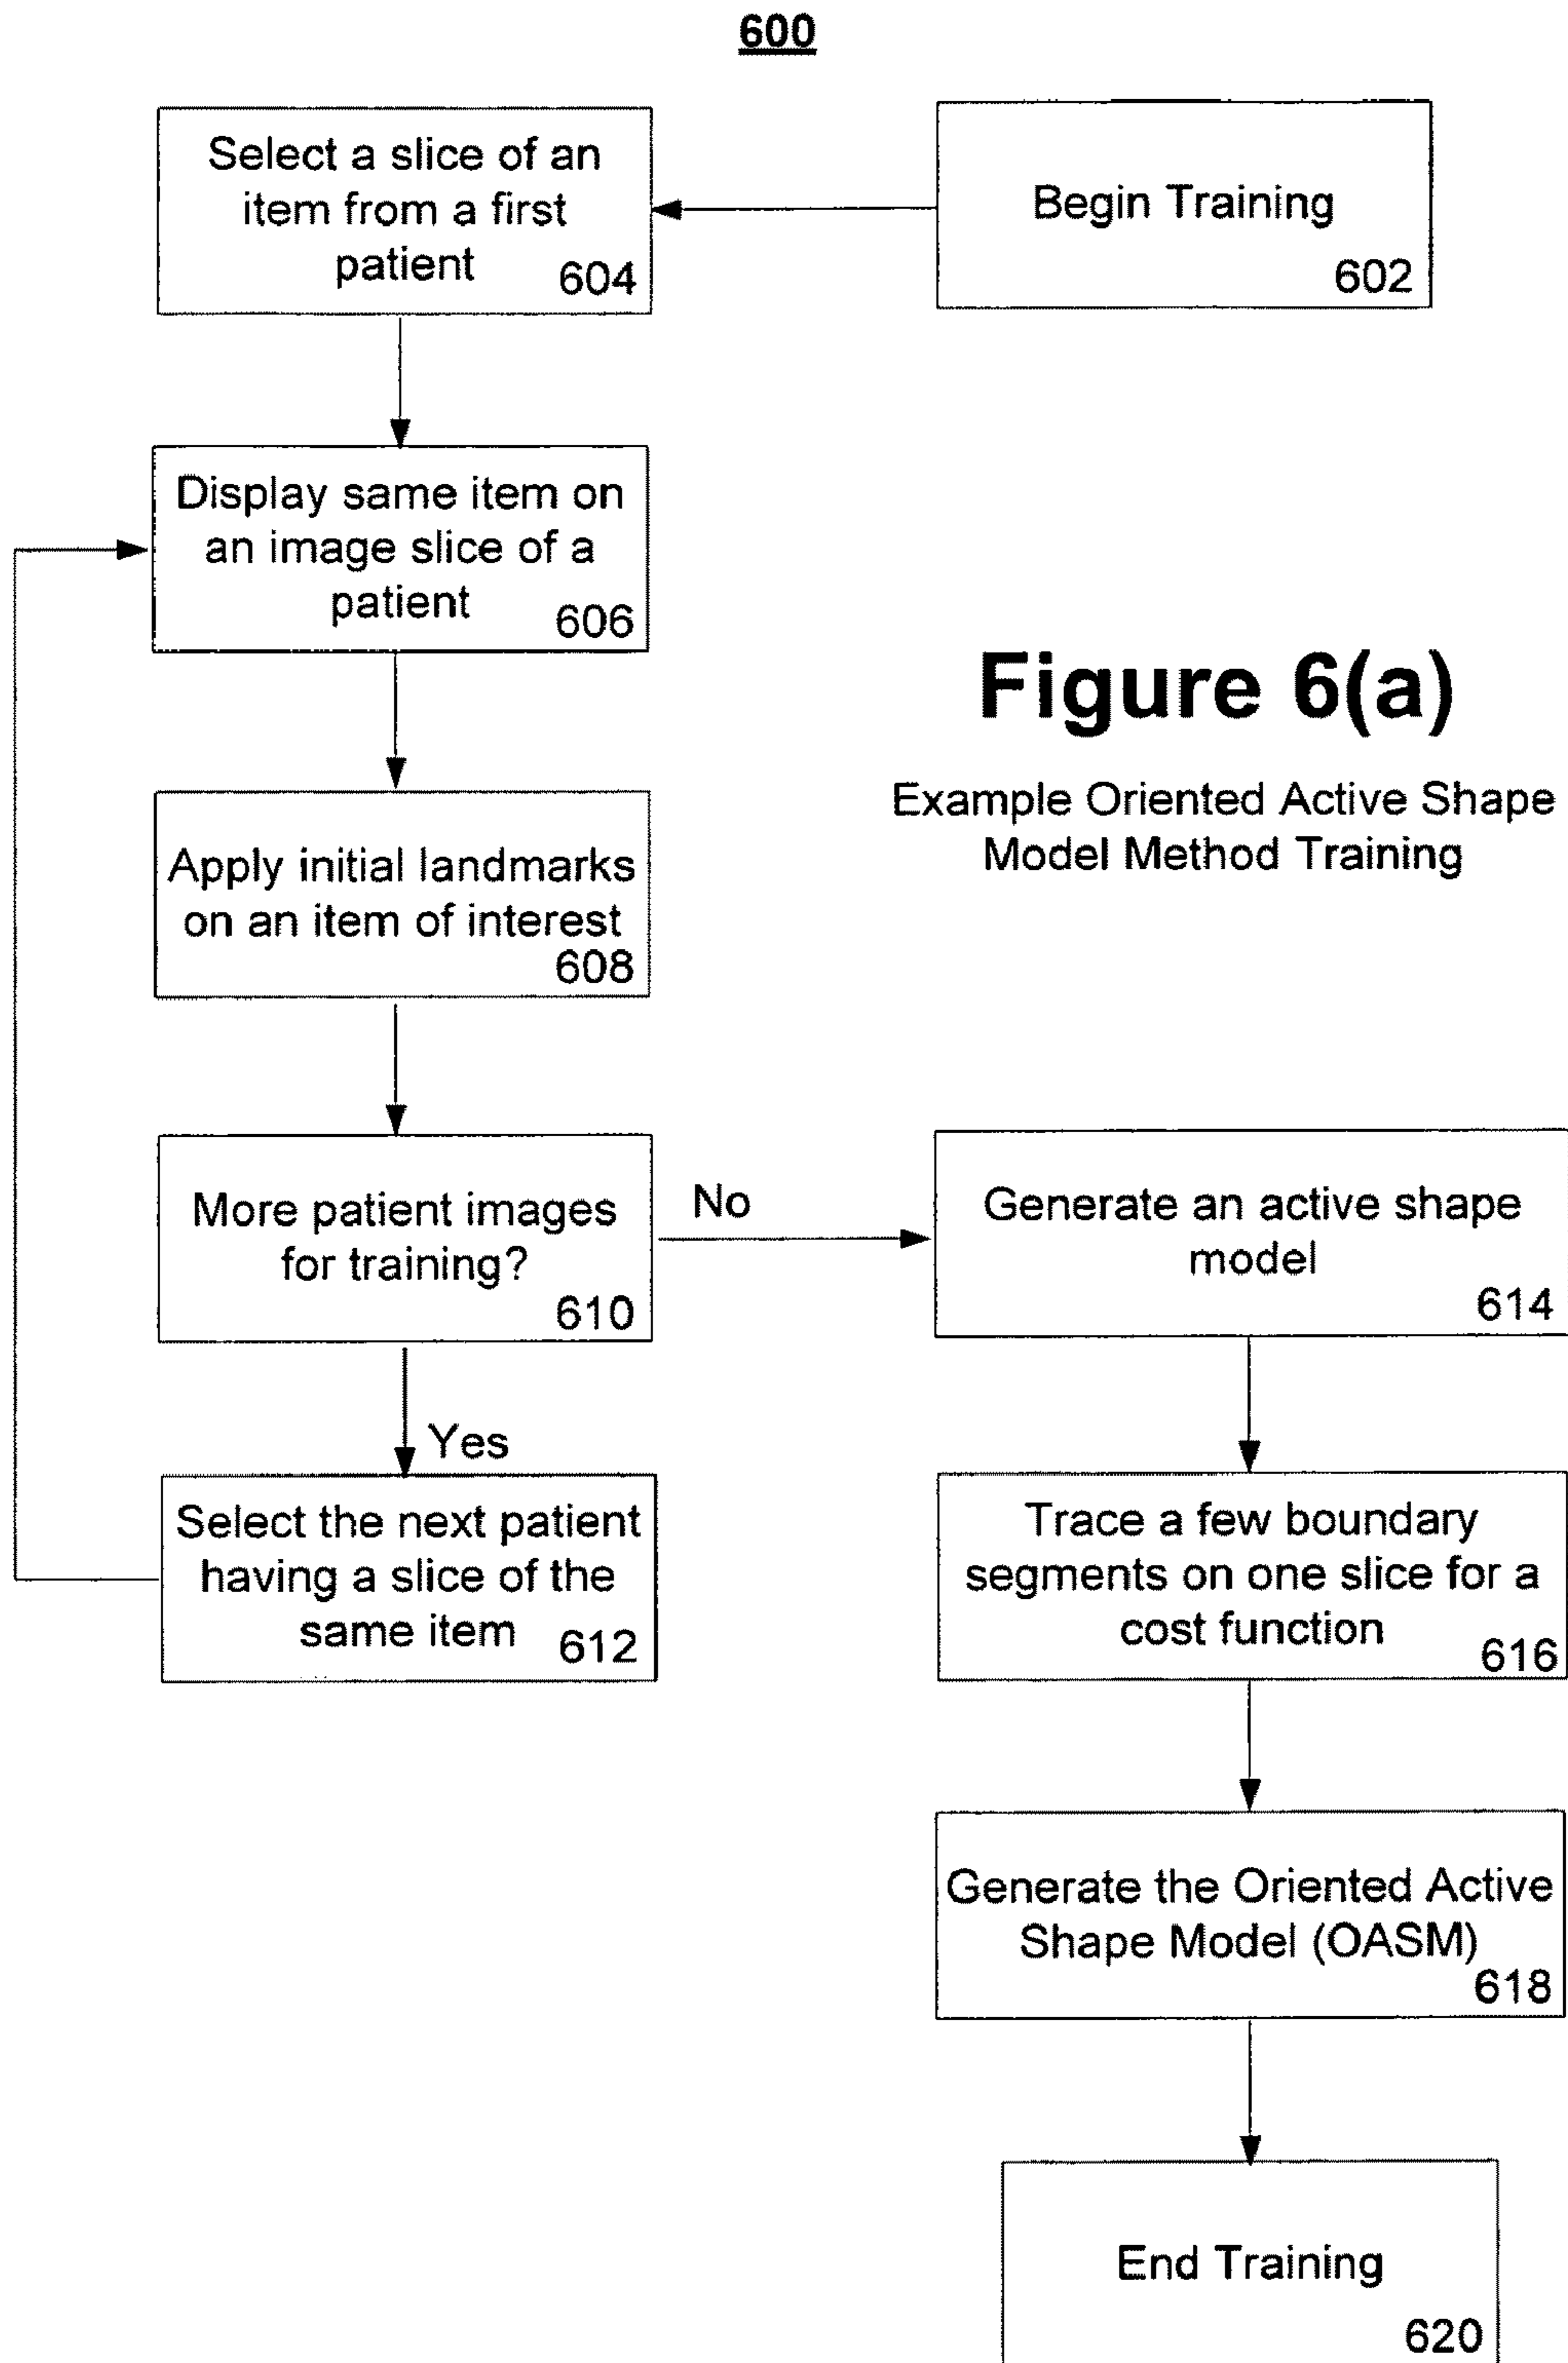 600
Select a slice of an
item from a first
patient
604
Begin Training
602
Display same item on
an image slice of a
patient
606
Figure 6(a)
Example Oriented Active Shape
Model Method Training
Apply initial landmarks
on an item of interest
608
More patient images
for training?
610
No
Generate an active shape
model
614
Yes
Select the next patient
having a slice of the
same item
612
Trace a few boundary
segments on one slice for a
cost function
616
Generate the Oriented Active
Shape Model (OASM)
618
End Training
620